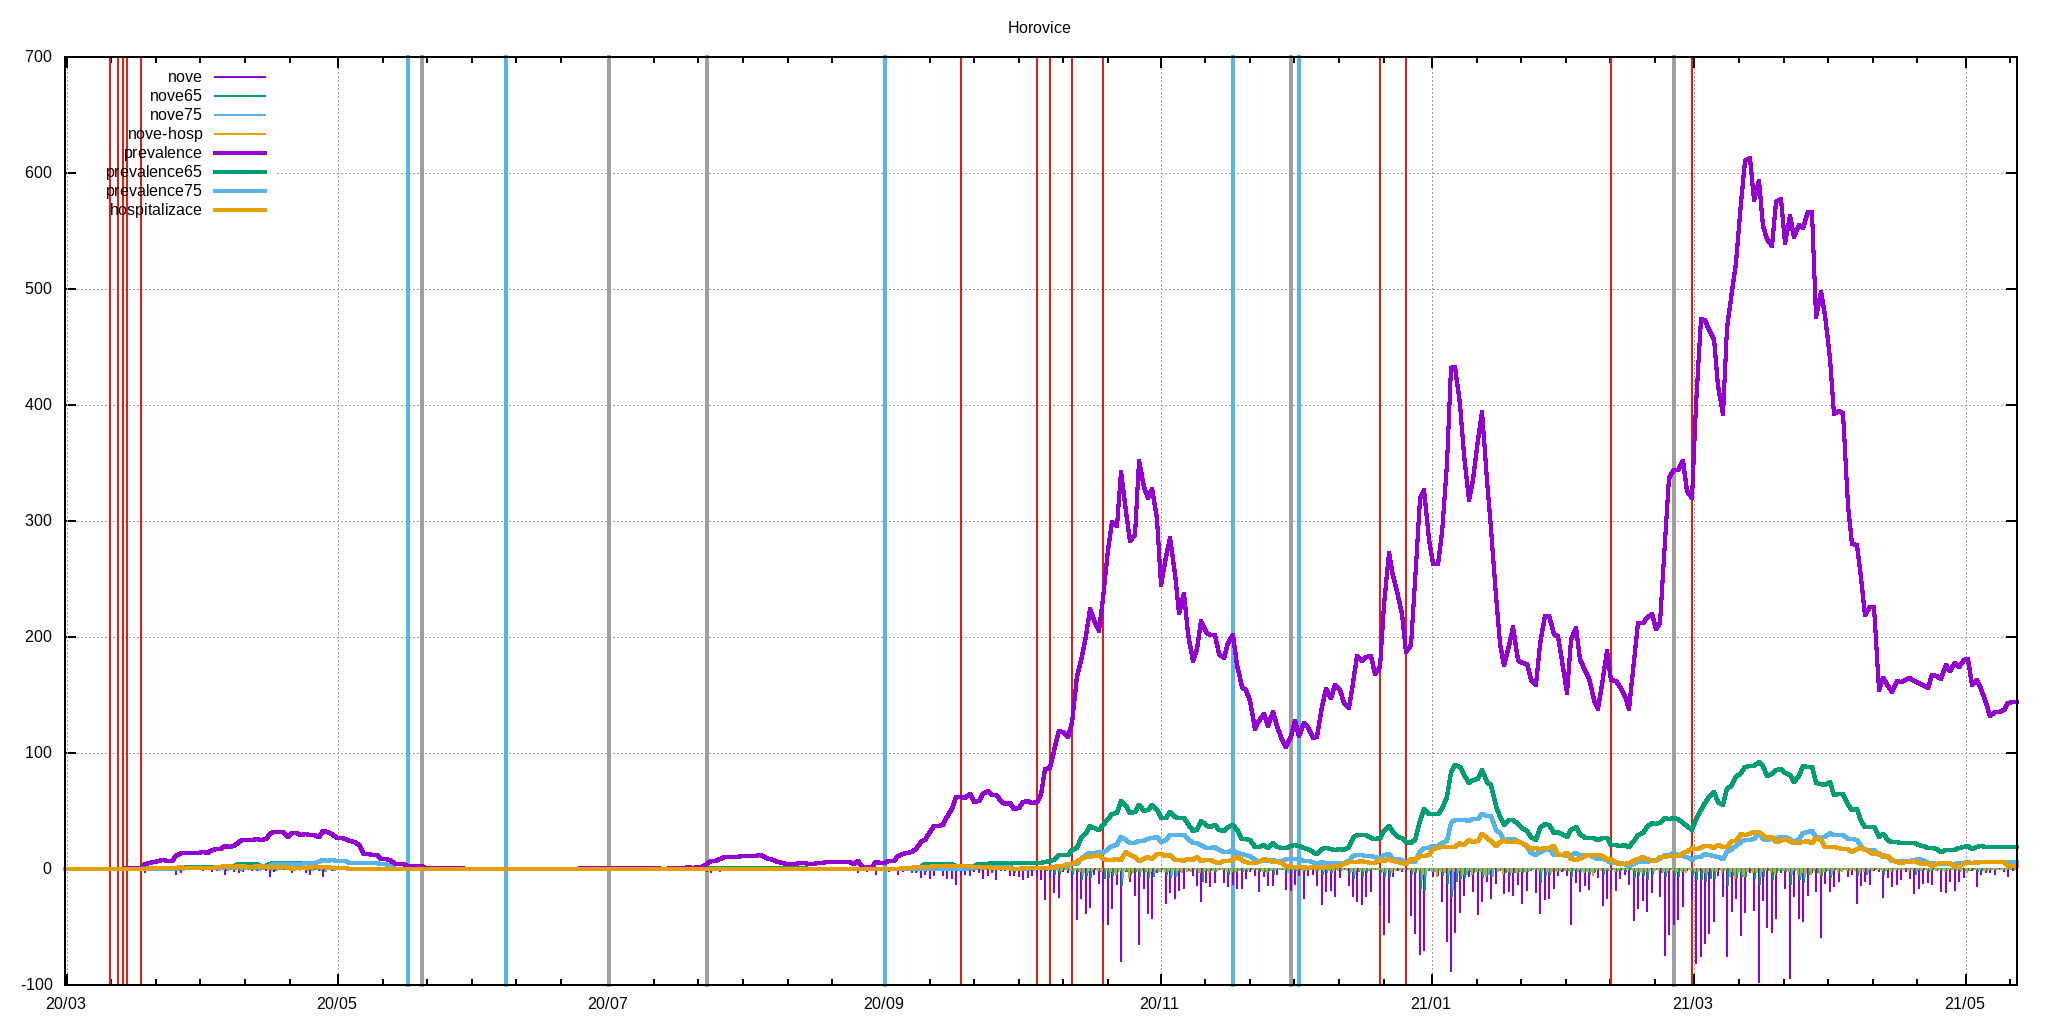 Horovice
700
600
500
400
300
200
100
0
-100
nove
nove65
nove75
nove-hosp
prevalence
prevalence65
prevalence75
hospitalizace
20/03 20/05 20/07 20/09 20/11 21/01 21/03 21/05